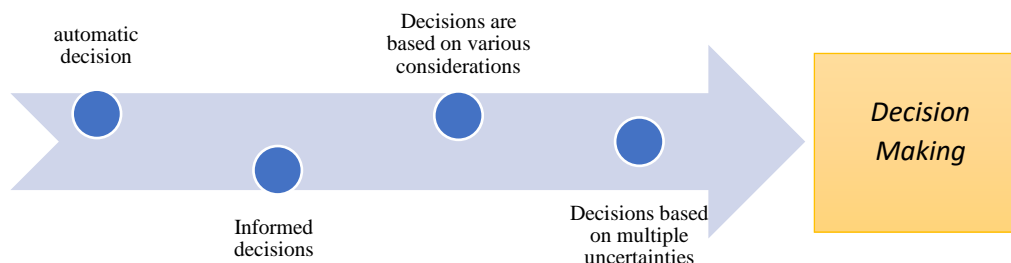 automatic
decision
Decisions are
based on various
considerations
Informed
decisions
Decisions based
on multiple
uncertainties
Decision
Making